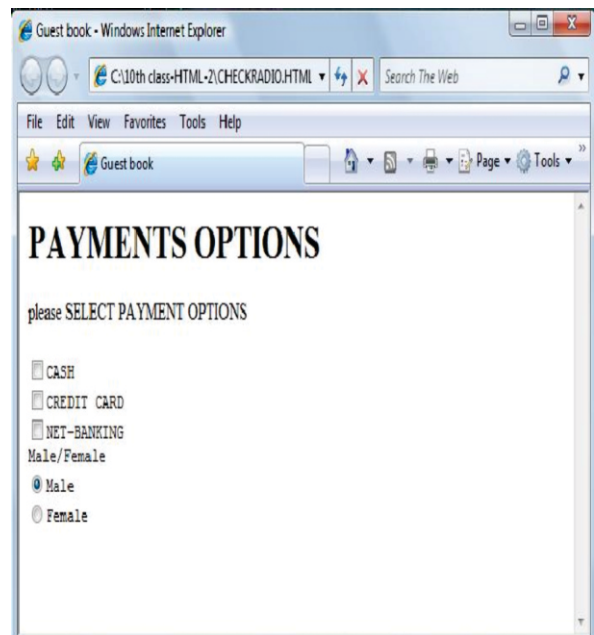 Guest book - Windows Internet Explorer
C:\10th class-HTML-2\CHECKRADIO.HTML
Search The Web
File Edit View Favorites Tools Help
Guest book
Page
Tools
PAYMENTS OPTIONS
please SELECT PAYMENT OPTIONS
CASH
CREDIT CARD
NET-BANKING
Male/Female
Male
Female